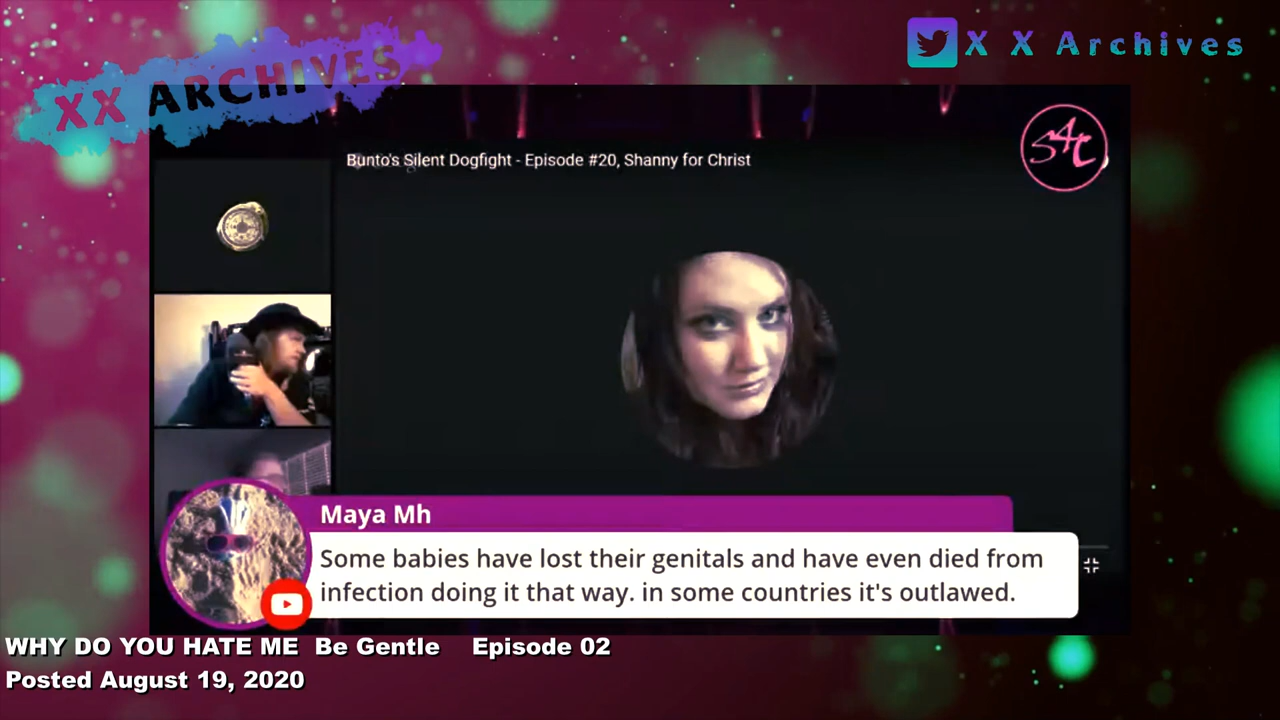 XX ARCHIVES
X X Archives
S4C
Bunto's Silent Dogfight - Episode #20, Shanny for Christ
Maya Mh
Some babies have lost their genitals and have even died from
infection doing it that way. in some countries it's outlawed.
WHY DO YOU HATE ME Be Gentle Episode 02
Posted August 19, 2020